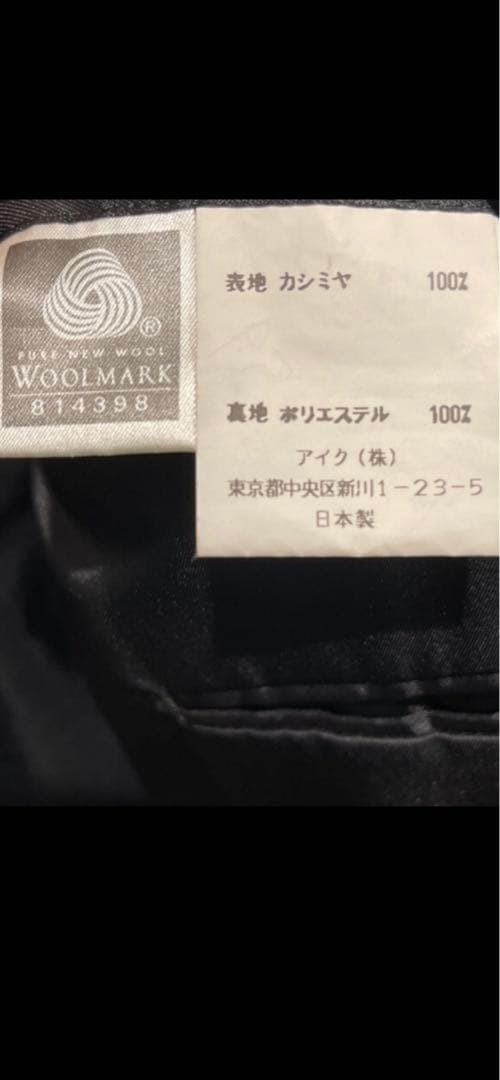 PURE NEW WOOL
WOOLMARK
814398
®
表地 カシミヤ 100%
裏地 ポリエステル 100%
アイク(株)
東京都中央区新川1-23-5
日本製